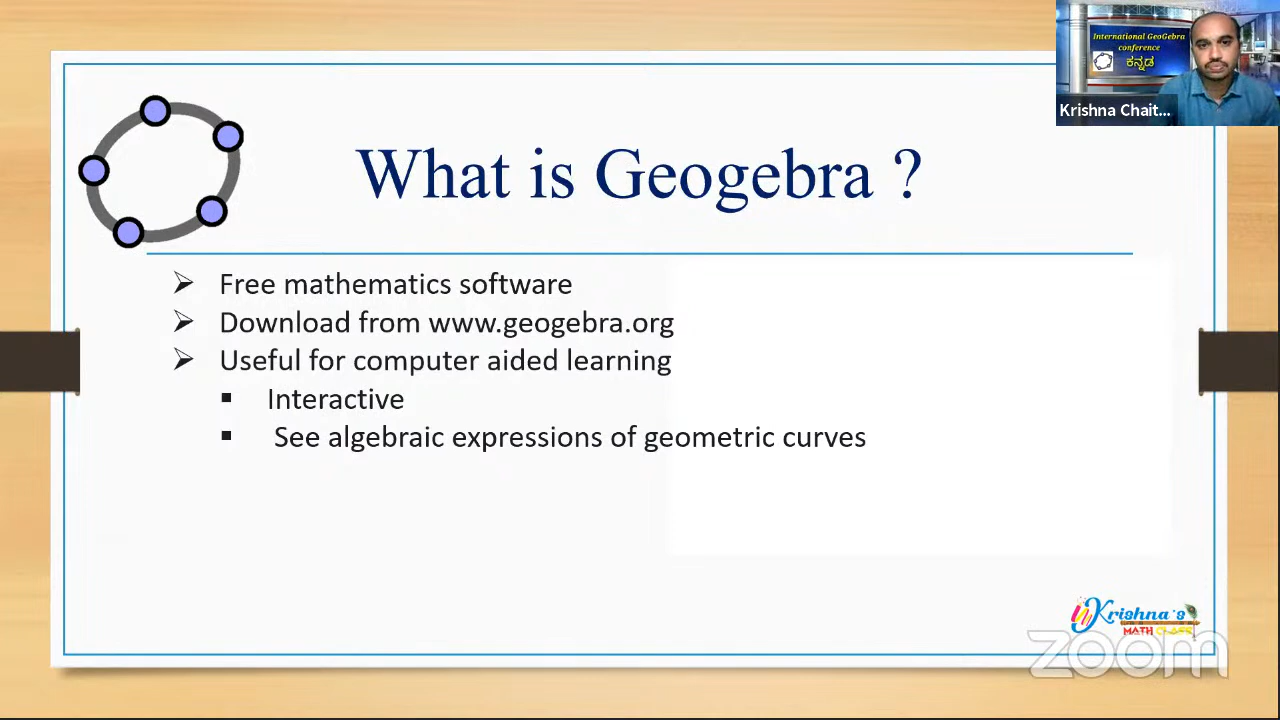 International GeoGebra
conference
ಕನ್ನಡ
Krishna Chait...
What is Geogebra ?
Free mathematics software
Download from www.geogebra.org
Useful for computer aided learning
Interactive
See algebraic expressions of geometric curves
Krishna's
MATH CLASS
zoom